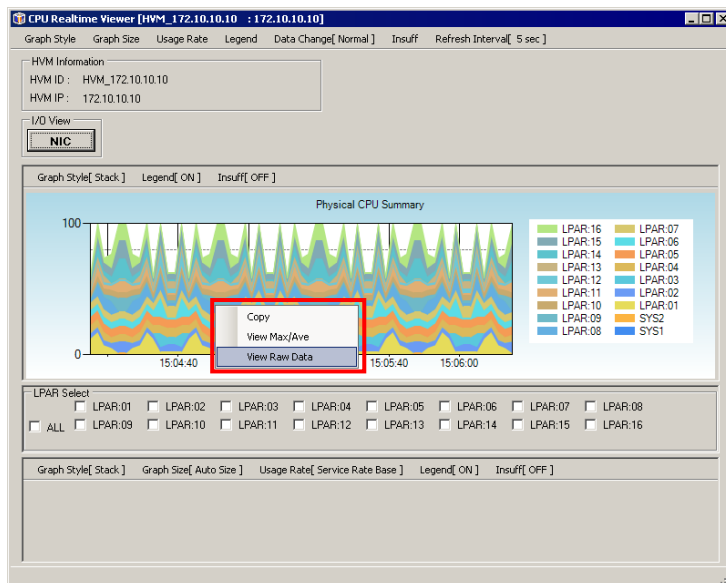 CPU Realtime Viewer [HVM_172.10.10.10 : 172.10.10.10]
Graph Style Graph Size Usage Rate Legend Data Change[ Normal ] Insuff Refresh Interval[ 5 sec ]
HVM Information
HVM ID : HVM_172.10.10.10
HVM IP : 172.10.10.10
I/O View
NIC
Graph Style[ Stack ] Legend[ ON ] Insuff[ OFF ]
Physical CPU Summary
100
0
15:04:40
15:05:40
15:06:00
LPAR:16 LPAR:07
LPAR:15 LPAR:06
LPAR:14 LPAR:05
LPAR:13 LPAR:04
LPAR:12 LPAR:03
LPAR:11 LPAR:02
LPAR:10 LPAR:01
LPAR:09 SYS2
LPAR:08 SYS1
Copy
View Max/Ave
View Raw Data
LPAR Select
ALL
LPAR:01 LPAR:02 LPAR:03 LPAR:04 LPAR:05 LPAR:06 LPAR:07 LPAR:08
LPAR:09 LPAR:10 LPAR:11 LPAR:12 LPAR:13 LPAR:14 LPAR:15 LPAR:16
Graph Style[ Stack ] Graph Size[ Auto Size ] Usage Rate[ Service Rate Base ] Legend[ ON ] Insuff[ OFF ]